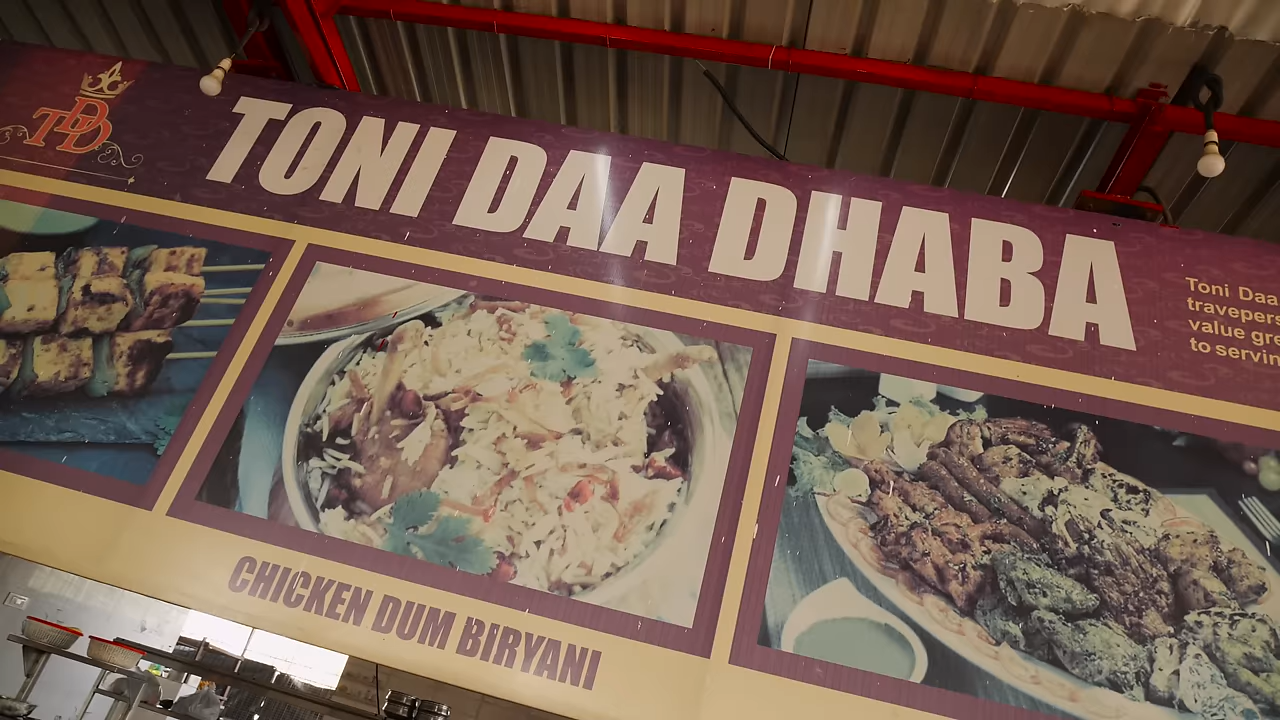 TDD
TONI DAA DHABA
Toni Daa
travepers
value gre
to servin
CHICKEN DUM BIRYANI